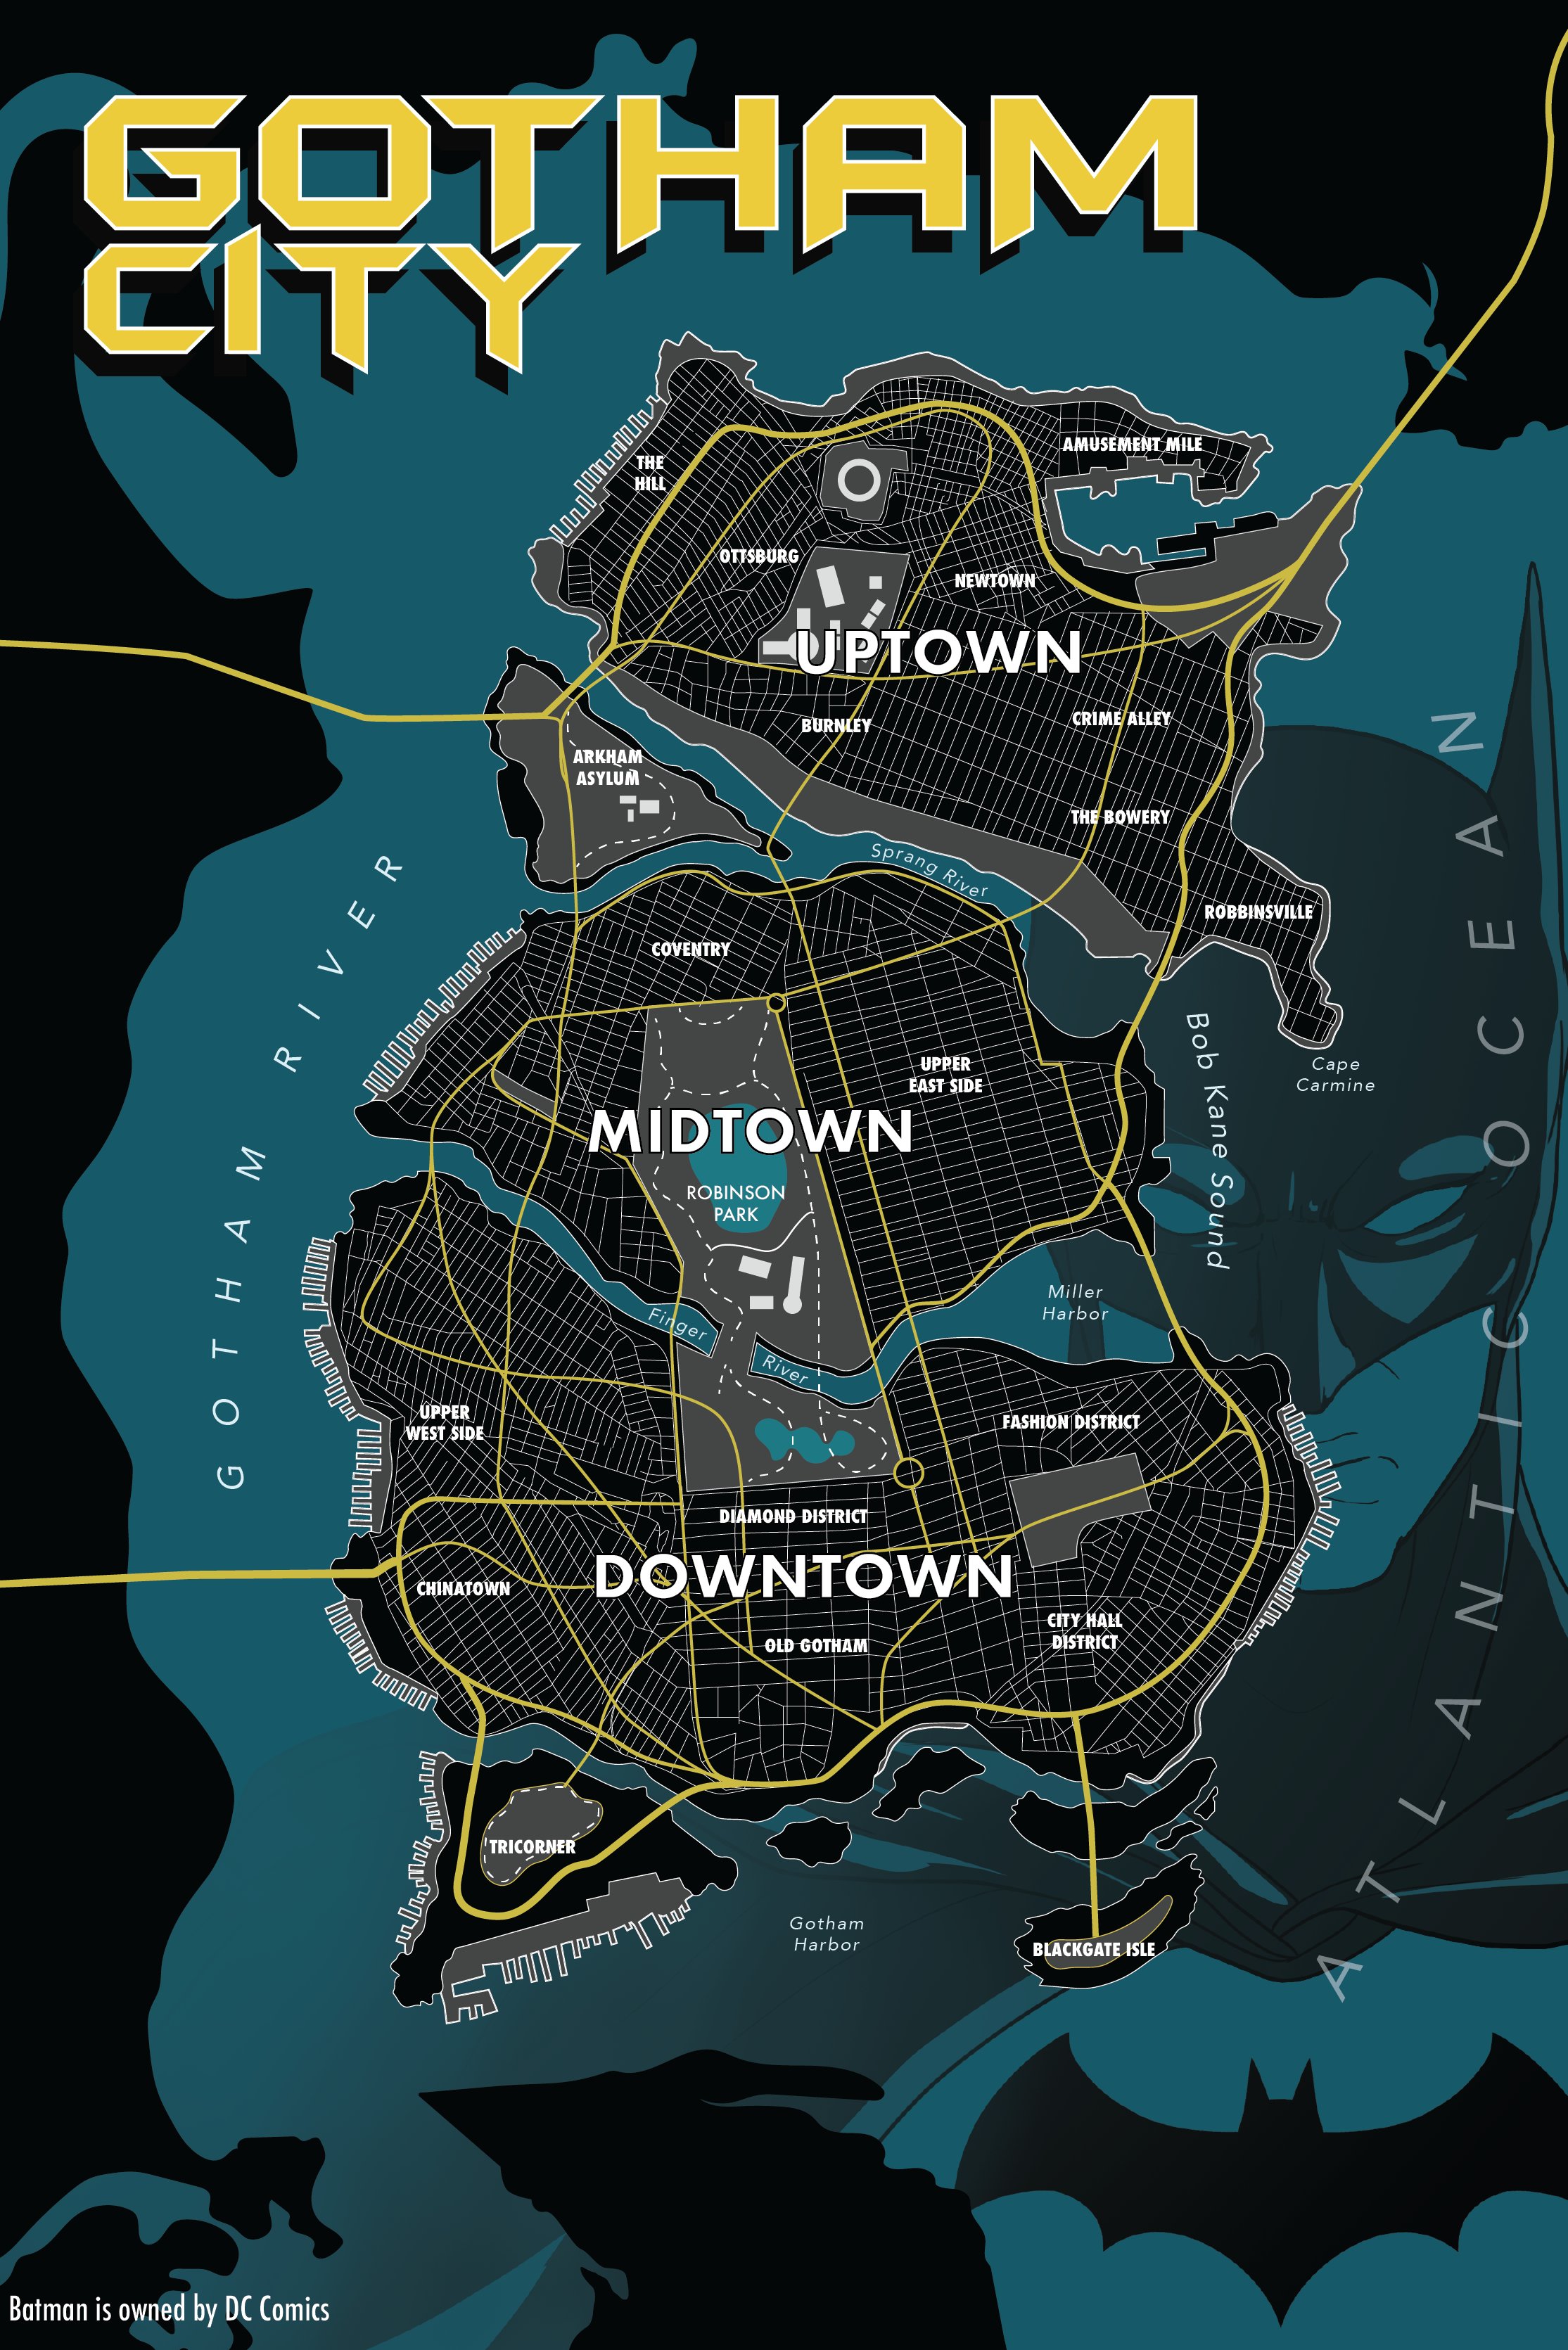 GOTHAM
CITY
THE
HILL
AMUSEMENT MILE
OTTSBURG
NEWTOWN
UPTOWN
BURNLEY
CRIME ALLEY
ARKHAM
ASYLUM
THE BOWERY
Sprang River
ROBBINSVILLE
COVENTRY
GOTHAM RIVER
UPPER
EAST SIDE
Bob Kane Sound
Cape
Carmine
ATLANTIC OCEAN
MIDTOWN
ROBINSON
PARK
Miller
Harbor
Finger
River
UPPER
WEST SIDE
FASHION DISTRICT
DIAMOND DISTRICT
DOWNTOWN
CHINATOWN
CITY HALL
DISTRICT
OLD GOTHAM
TRICORNER
Gotham
Harbor
BLACKGATE ISLE
Batman is owned by DC Comics